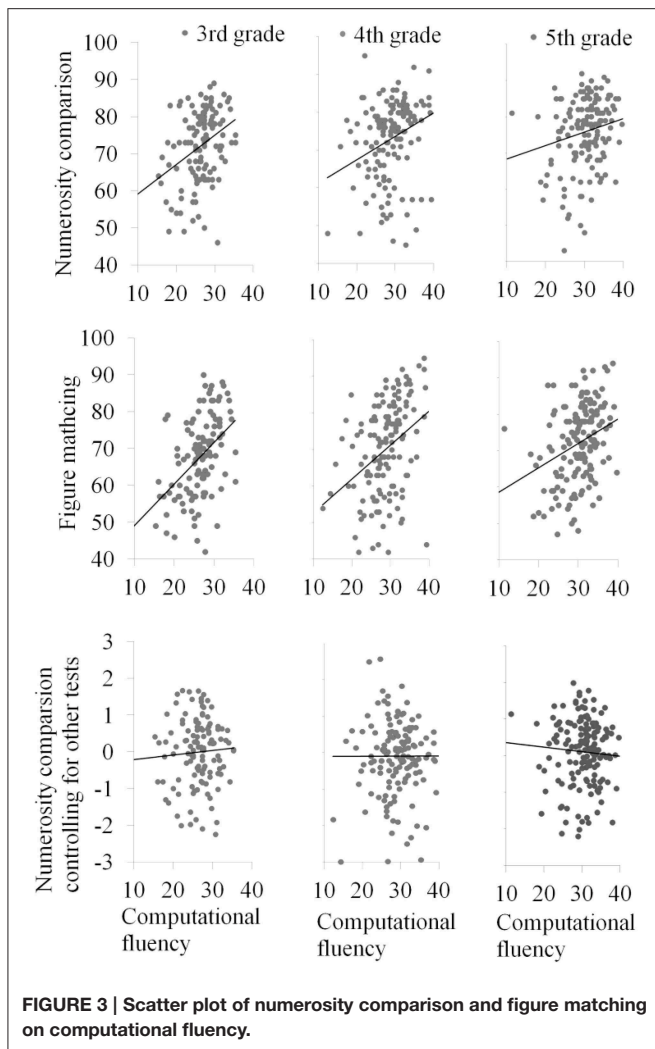 3rd grade 4th grade 5th grade
Numerosity comparison
100
90
80
70
60
50
40
10 20 30 40 10 20 30 40 10 20 30 40
Figure mathcing
100
90
80
70
60
50
40
10 20 30 40 10 20 30 40 10 20 30 40
Numerosity comparsion
controlling for other tests
3
2
1
0
-1
-2
-3
10 20 30 40 10 20 30 40 10 20 30 40
Computational Computational Computational
fluency fluency fluency
FIGURE 3 | Scatter plot of numerosity comparison and figure matching
on computational fluency.